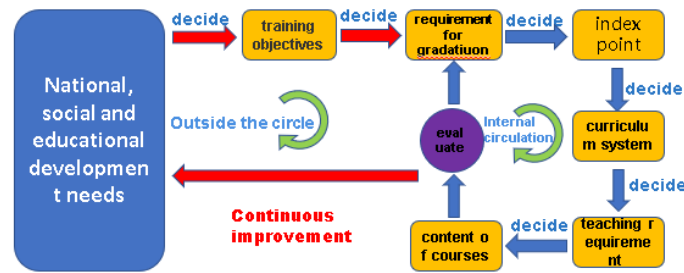 National,
social and
educational
developmen
t needs
decide
training
objectives
decide
requirement
for
gradatiuon
decide
index
point
decide
curriculu
m system
decide
teaching r
equireme
nt
decide
content o
f courses
eval
uate
Internal
circulation
Outside the circle
Continuous
improvement